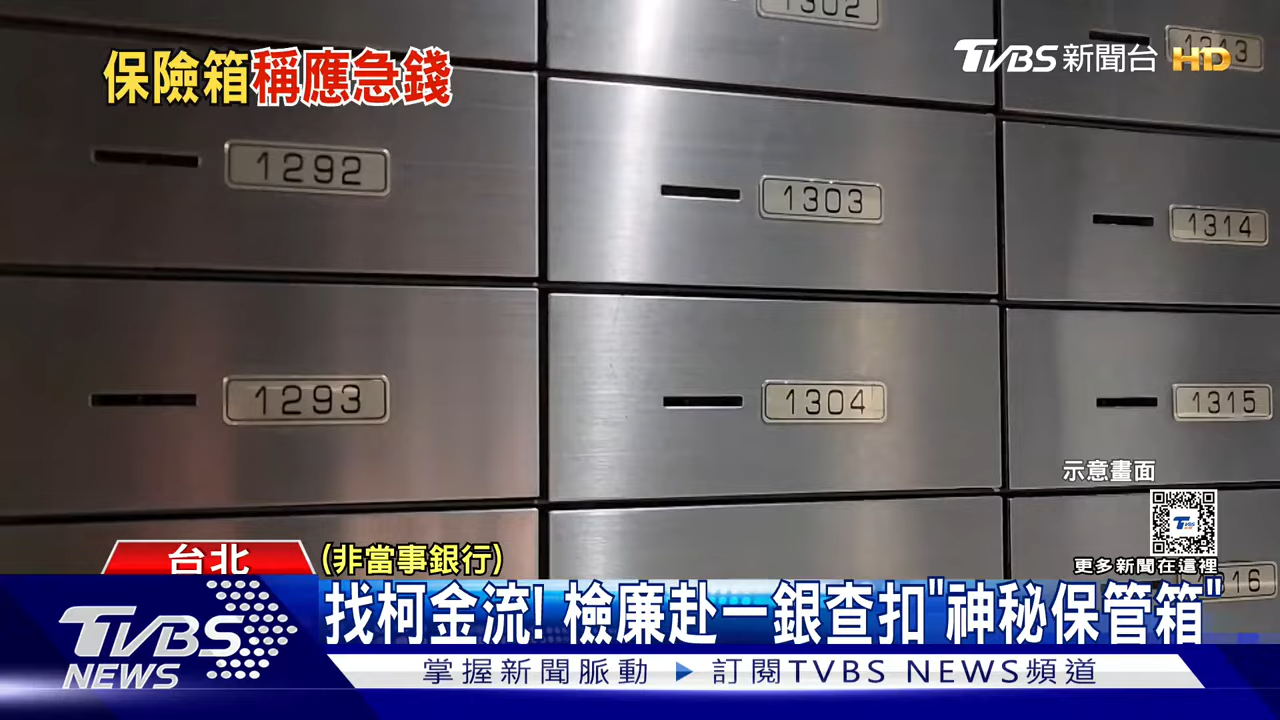 保險箱稱應急錢
TVBS新聞台 HD
1302
1313
1292
1303
1314
1293
1304
1315
示意畫面
台北
(非當事銀行)
更多新聞在這裡
找柯金流! 檢廉赴一銀查扣"神秘保管箱"
TVBS NEWS
掌握新聞脈動 ▶ 訂閱TVBS NEWS頻道